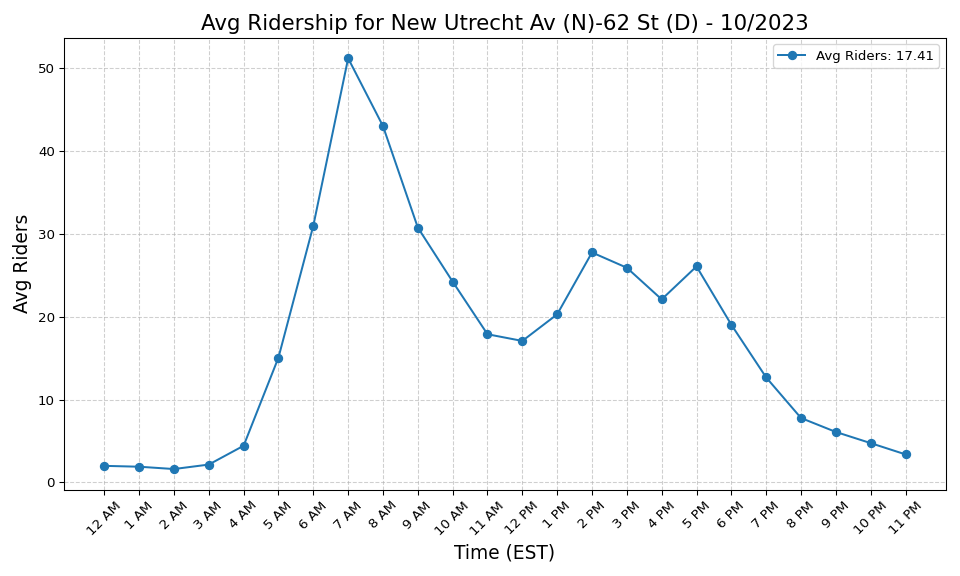 Avg Ridership for New Utrecht Av (N)-62 St (D) - 10/2023
Avg Riders: 17.41
Avg Riders
50
40
30
20
10
0
12 AM 1 AM 2 AM 3 AM 4 AM 5 AM 6 AM 7 AM 8 AM 9 AM 10 AM 11 AM 12 PM 1 PM 2 PM 3 PM 4 PM 5 PM 6 PM 7 PM 8 PM 9 PM 10 PM 11 PM
Time (EST)